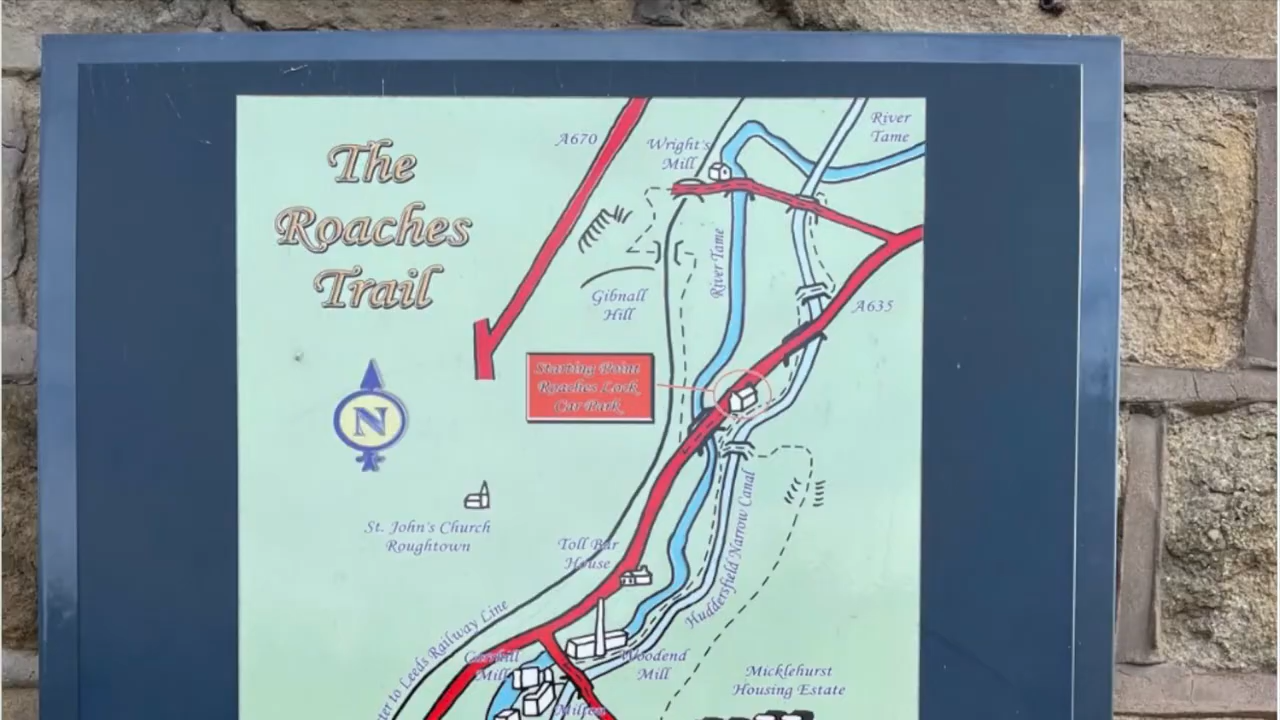 The
Roaches
Trail
A670
Wright's
Mill
River
Tame
River Tame
Gibnall
Hill
A635
Starting Point
Roaches Lock
Car Park
N
St. John's Church
Roughtown
Toll Bar
House
Huddersfield Narrow Canal
to Leeds Railway Line
Mill
Woodend
Mill
Micklehurst
Housing Estate